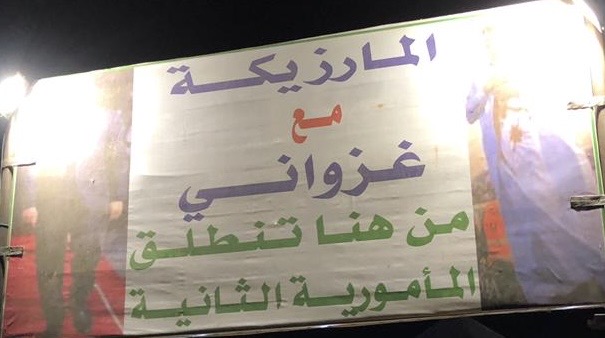 المارزيكة
مع
غزواني
من هنا تنطلق
المأمورية الثانية